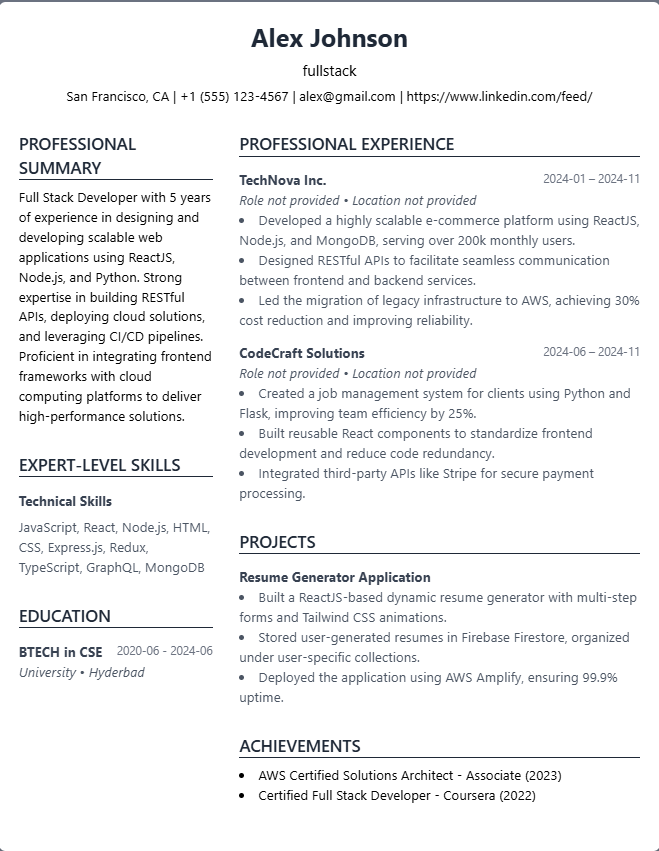 Alex Johnson
fullstack
San Francisco, CA | +1 (555) 123-4567 | alex@gmail.com | https://www.linkedin.com/feed/
PROFESSIONAL
SUMMARY
Full Stack Developer with 5 years
of experience in designing and
developing scalable web
applications using ReactJS,
Node.js, and Python. Strong
expertise in building RESTful
APIs, deploying cloud solutions,
and leveraging CI/CD pipelines.
Proficient in integrating frontend
frameworks with cloud
computing platforms to deliver
high-performance solutions.
EXPERT-LEVEL SKILLS
Technical Skills
JavaScript, React, Node.js, HTML,
CSS, Express.js, Redux,
TypeScript, GraphQL, MongoDB
EDUCATION
BTECH in CSE 2020-06 - 2024-06
University • Hyderbad
PROFESSIONAL EXPERIENCE
TechNova Inc. 2024-01 – 2024-11
Role not provided • Location not provided
• Developed a highly scalable e-commerce platform using ReactJS,
Node.js, and MongoDB, serving over 200k monthly users.
• Designed RESTful APIs to facilitate seamless communication
between frontend and backend services.
• Led the migration of legacy infrastructure to AWS, achieving 30%
cost reduction and improving reliability.
CodeCraft Solutions 2024-06 – 2024-11
Role not provided • Location not provided
• Created a job management system for clients using Python and
Flask, improving team efficiency by 25%.
• Built reusable React components to standardize frontend
development and reduce code redundancy.
• Integrated third-party APIs like Stripe for secure payment
processing.
PROJECTS
Resume Generator Application
• Built a ReactJS-based dynamic resume generator with multi-step
forms and Tailwind CSS animations.
• Stored user-generated resumes in Firebase Firestore, organized
under user-specific collections.
• Deployed the application using AWS Amplify, ensuring 99.9%
uptime.
ACHIEVEMENTS
• AWS Certified Solutions Architect - Associate (2023)
• Certified Full Stack Developer - Coursera (2022)